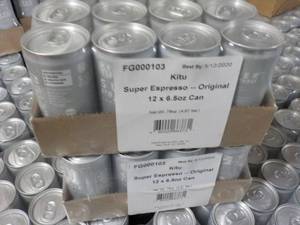 FG000103 Best By: 5/12/2020
Kitu
Super Espresso -- Original
12 x 6.5oz Can
FG000103
Kitu
Super Espresso -- Original
12 x 6.5oz Can